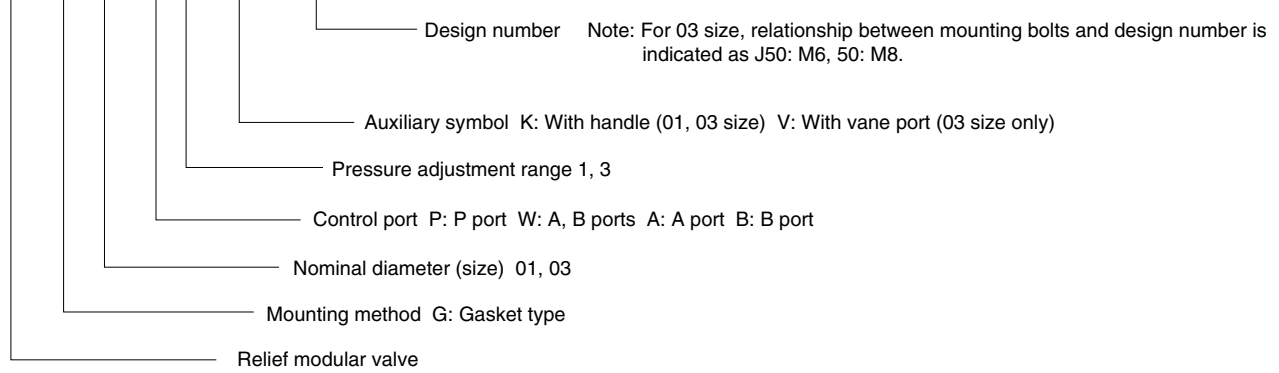 Design number Note: For 03 size, relationship between mounting bolts and design number is
indicated as J50: M6, 50: M8.
Auxiliary symbol K: With handle (01, 03 size) V: With vane port (03 size only)
Pressure adjustment range 1, 3
Control port P: P port W: A, B ports A: A port B: B port
Nominal diameter (size) 01, 03
Mounting method G: Gasket type
Relief modular valve